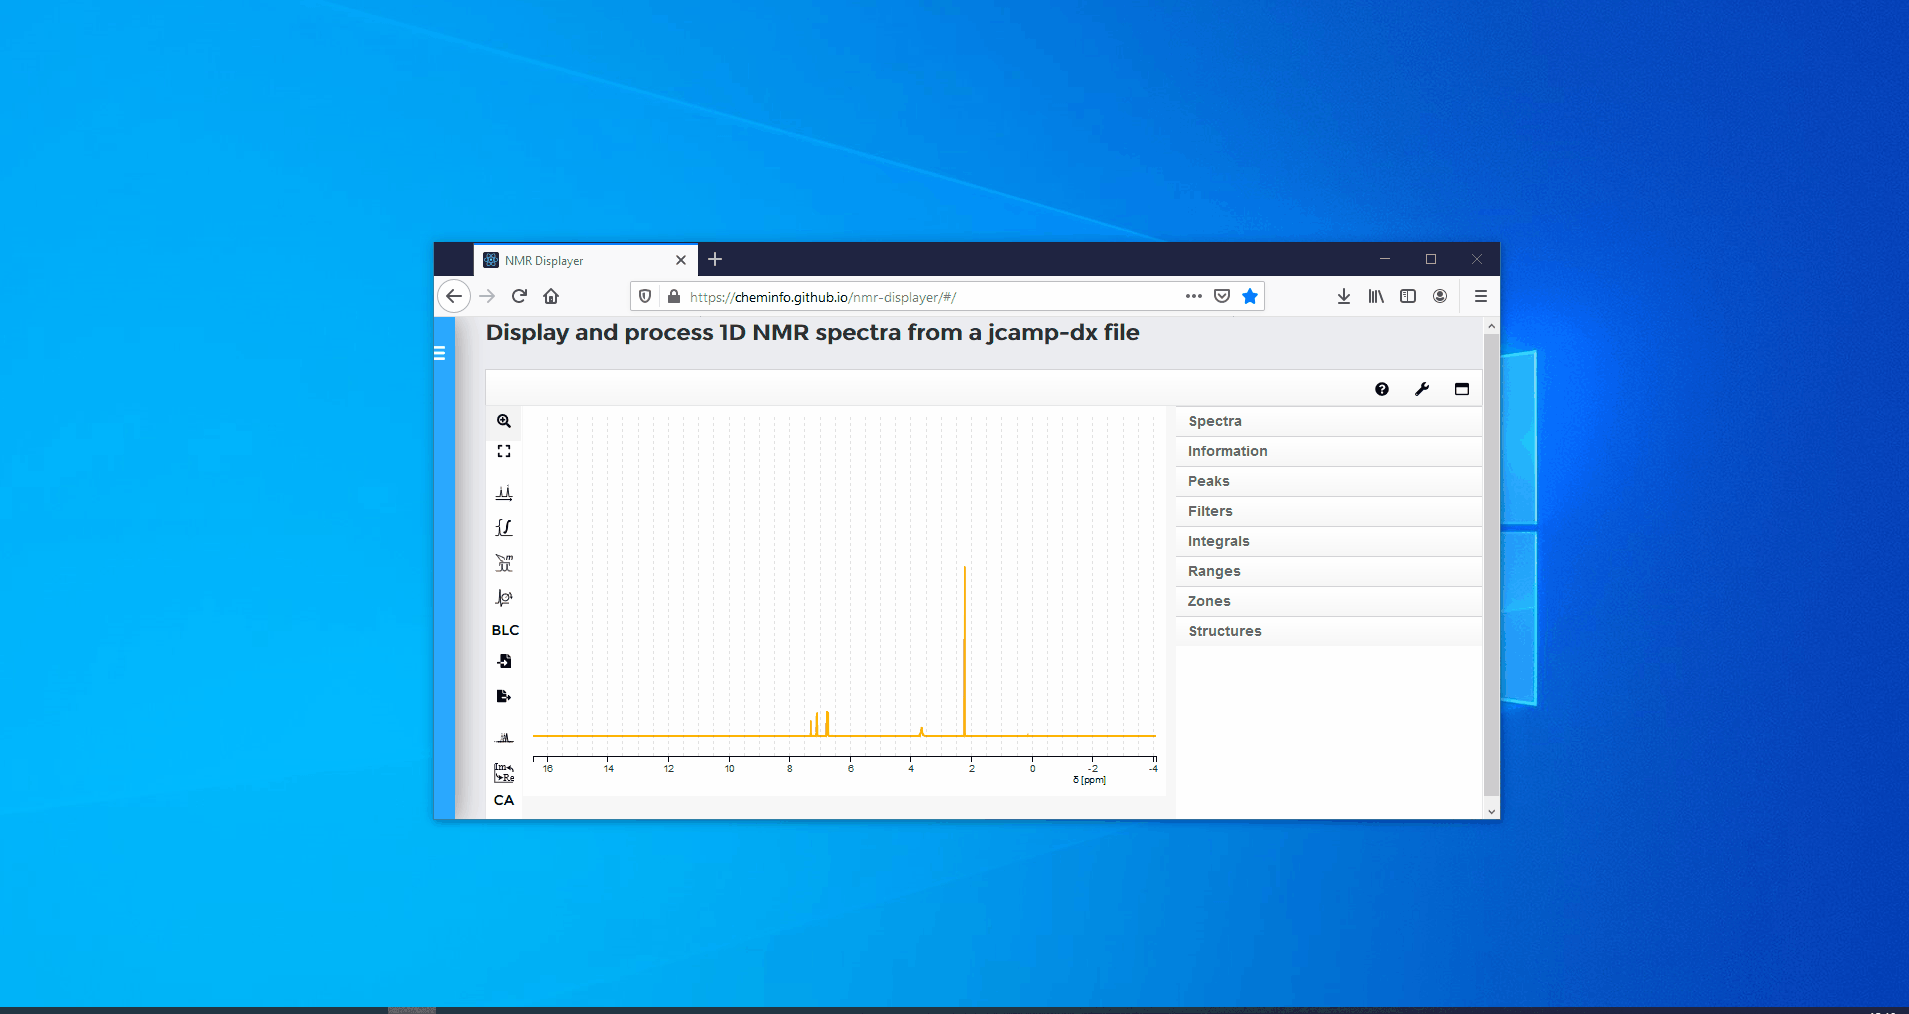 NMR Displayer
https://cheminfo.github.io/nmr-displayer/#/
Display and process 1D NMR spectra from a jcamp-dx file
Spectra
Information
Peaks
Filters
Integrals
Ranges
Zones
Structures
m
BLC
Im
Re
CA
16 14 12 10 8 6 4 2 0 -2 -4
δ [ppm]